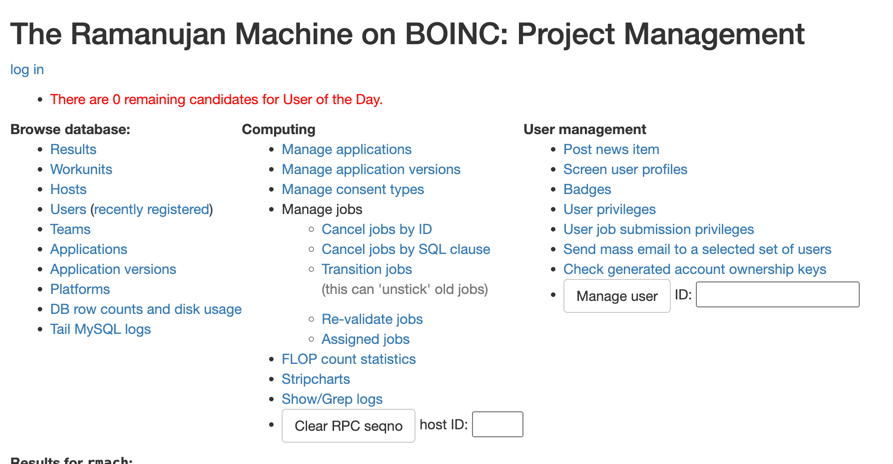 The Ramanujan Machine on BOINC: Project Management
log in
There are 0 remaining candidates for User of the Day.
Browse database:
Results
Workunits
Hosts
Users (recently registered)
Teams
Applications
Application versions
Platforms
DB row counts and disk usage
Tail MySQL logs
Computing
Manage applications
Manage application versions
Manage consent types
Manage jobs
Cancel jobs by ID
Cancel jobs by SQL clause
Transition jobs
(this can 'unstick' old jobs)
Re-validate jobs
Assigned jobs
FLOP count statistics
Stripcharts
Show/Grep logs
Clear RPC seqno host ID:
User management
Post news item
Screen user profiles
Badges
User privileges
User job submission privileges
Send mass email to a selected set of users
Check generated account ownership keys
Manage user ID:
Results for rmach: